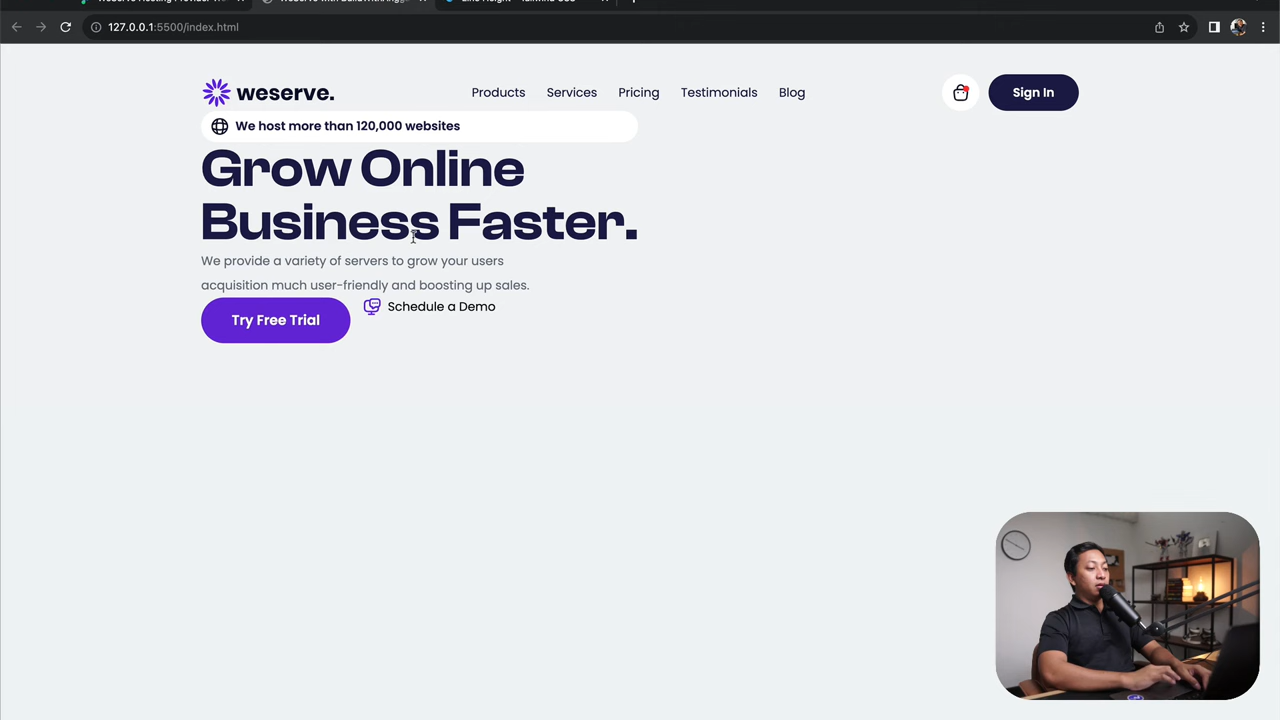 127.0.0.1:5500/index.html
weserve.
Products
Services
Pricing
Testimonials
Blog
Sign In
We host more than 120,000 websites
Grow Online
Business Faster.
We provide a variety of servers to grow your users
acquisition much user-friendly and boosting up sales.
Try Free Trial
Schedule a Demo